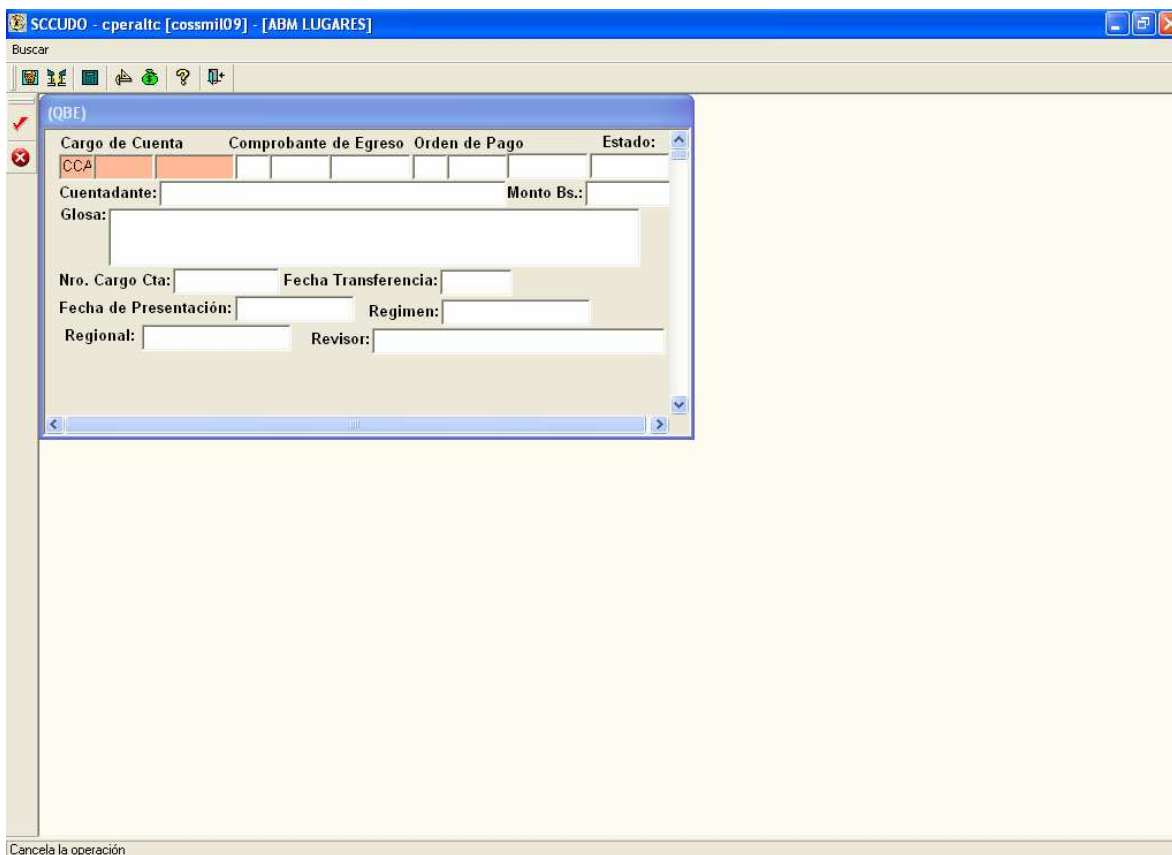 SCCUDO - cperaltc [cossmil09] - [ABM LUGARES]
Buscar
(QBE)
Cargo de Cuenta Comprobante de Egreso Orden de Pago Estado:
CCA
Cuentadante: Monto Bs.:
Glosa:
Nro. Cargo Cta: Fecha Transferencia:
Fecha de Presentación: Regimen:
Regional: Revisor:
Cancela la operación